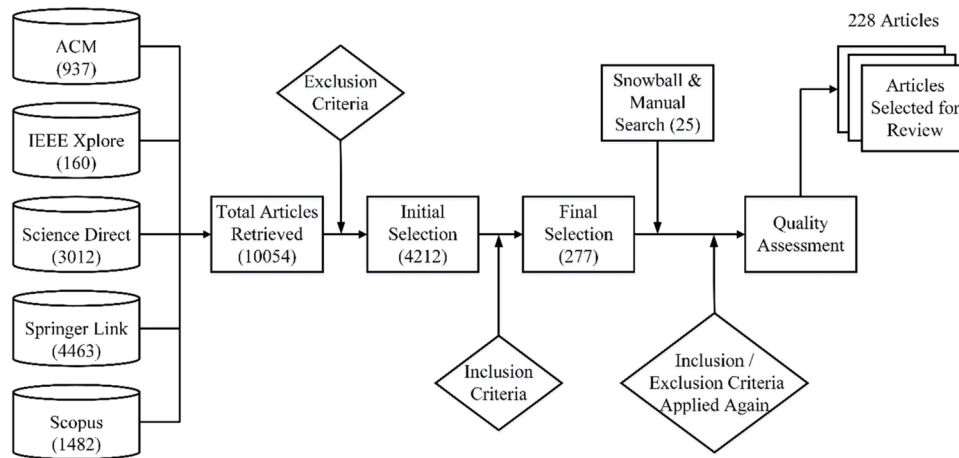 ACM
(937)
IEEE Xplore
(160)
Science Direct
(3012)
Springer Link
(4463)
Scopus
(1482)
Total Articles
Retrieved
(10054)
Exclusion
Criteria
Initial
Selection
(4212)
Inclusion
Criteria
Final
Selection
(277)
Snowball &
Manual
Search (25)
Inclusion /
Exclusion Criteria
Applied Again
Quality
Assessment
228 Articles
Articles
Selected for
Review